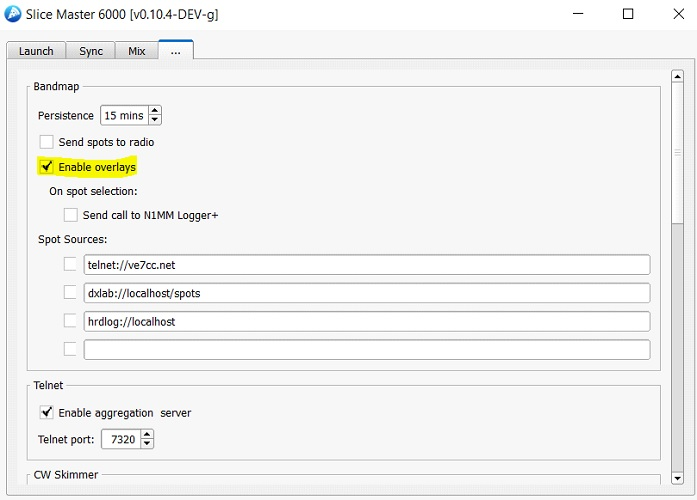 Slice Master 6000 [v0.10.4-DEV-g]
Launch Sync Mix ...
Bandmap
Persistence 15 mins
Send spots to radio
Enable overlays
On spot selection:
Send call to N1MM Logger+
Spot Sources:
telnet://ve7cc.net
dxlab://localhost/spots
hrdlog://localhost
Telnet
Enable aggregation server
Telnet port: 7320
CW Skimmer